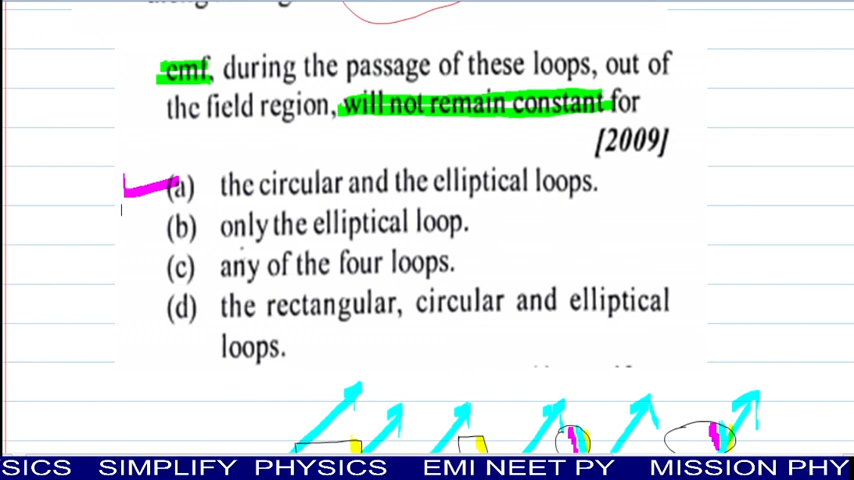 emf, during the passage of these loops, out of
the field region, will not remain constant for
[2009]
(a) the circular and the elliptical loops.
(b) only the elliptical loop.
(c) any of the four loops.
(d) the rectangular, circular and elliptical
loops.
SICS SIMPLIFY PHYSICS EMI NEET PY MISSION PHY